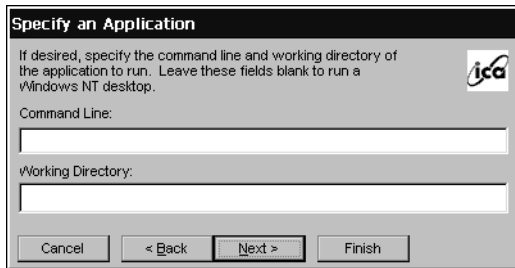 Specify an Application
If desired, specify the command line and working directory of
the application to run. Leave these fields blank to run a
Windows NT desktop.
ica
Command Line:
Working Directory:
Cancel
< Back
Next >
Finish